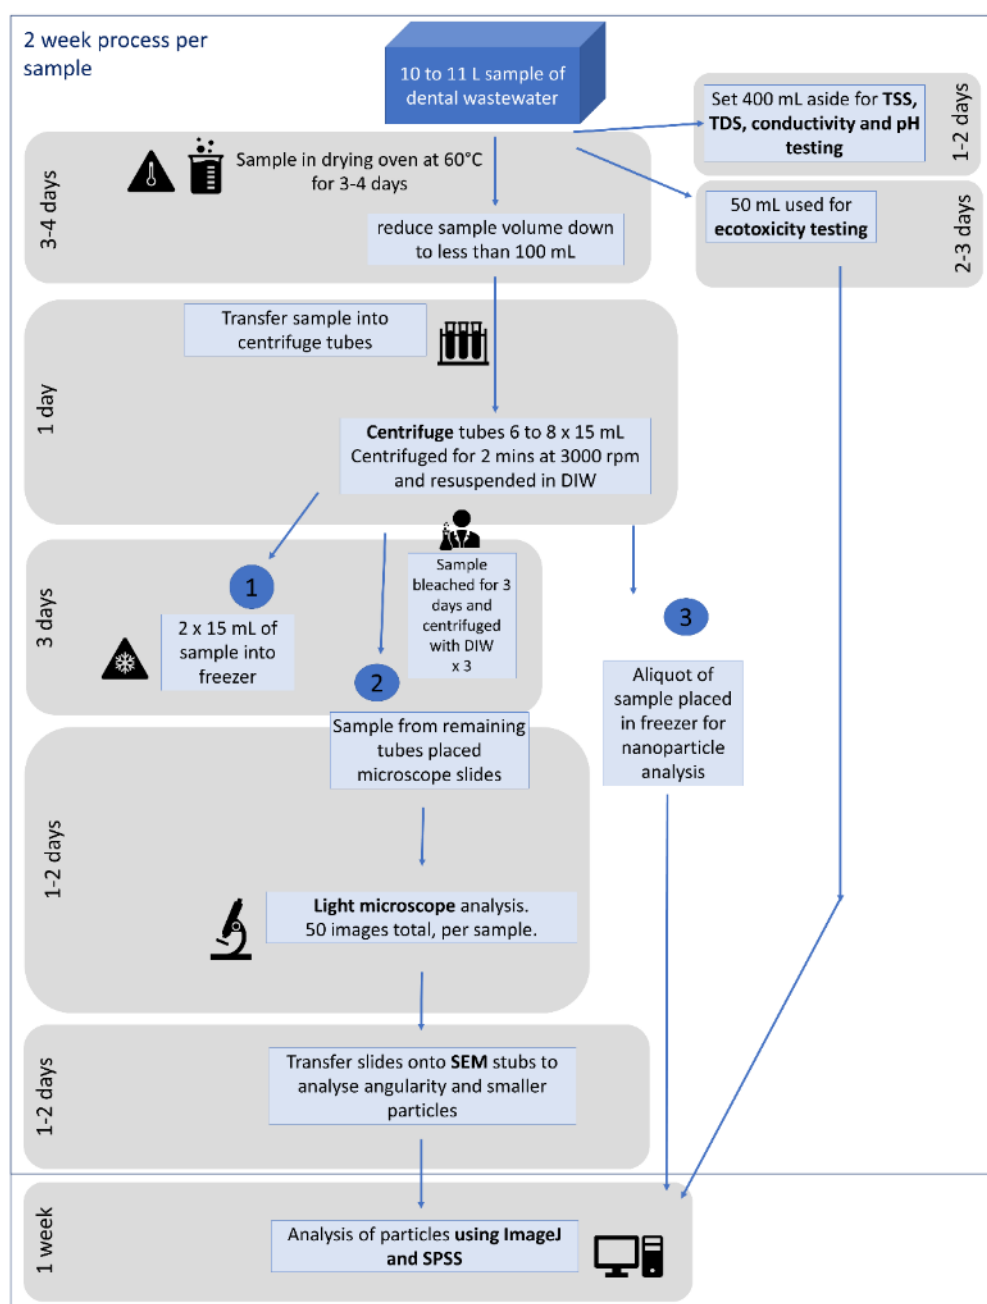 2 week process per
sample
10 to 11 L sample of
dental wastewater
Set 400 mL aside for TSS,
TDS, conductivity and pH
testing
1-2 days
3-4 days
Sample in drying oven at 60°C
for 3-4 days
reduce sample volume down
to less than 100 mL
50 mL used for
ecotoxicity testing
2-3 days
1 day
Transfer sample into
centrifuge tubes
Centrifuge tubes 6 to 8 x 15 mL
Centrifuged for 2 mins at 3000 rpm
and resuspended in DIW
3 days
1
2 x 15 mL of
sample into
freezer
Sample
bleached for 3
days and
centrifuged
with DIW
x 3
2
3
Aliquot of
sample placed
in freezer for
nanoparticle
analysis
1-2 days
Sample from remaining
tubes placed
microscope slides
Light microscope analysis.
50 images total, per sample.
1-2 days
Transfer slides onto SEM stubs to
analyse angularity and smaller
particles
1 week
Analysis of particles using ImageJ
and SPSS